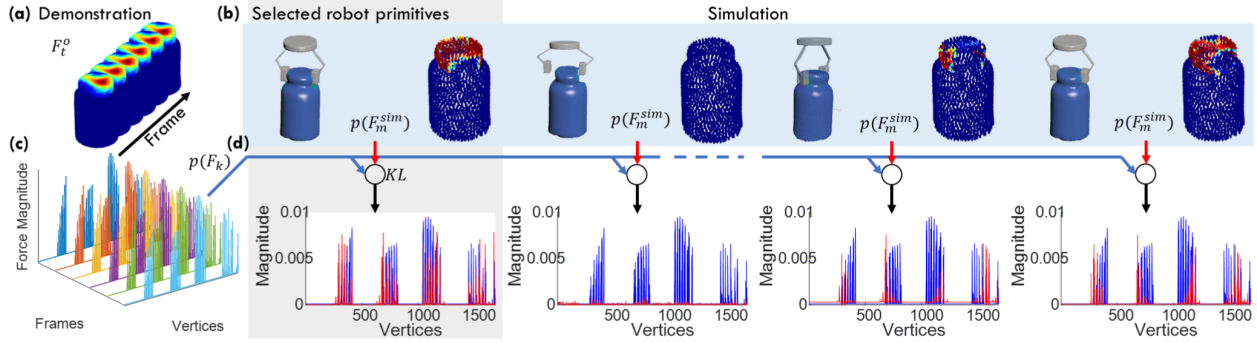 (a) Demonstration
(b) Selected robot primitives
Simulation
F_t^o
Frame
p(F_m^{sim})
p(F_m^{sim})
p(F_m^{sim})
p(F_m^{sim})
(c)
p(F_k)
(d)
KL
Force Magnitude
Frames
Vertices
Magnitude
0.01
0.005
0
500
1000
1500
Vertices
Magnitude
0.01
0.005
0
500
1000
1500
Vertices
Magnitude
0.01
0.005
0
500
1000
1500
Vertices
Magnitude
0.01
0.005
0
500
1000
1500
Vertices